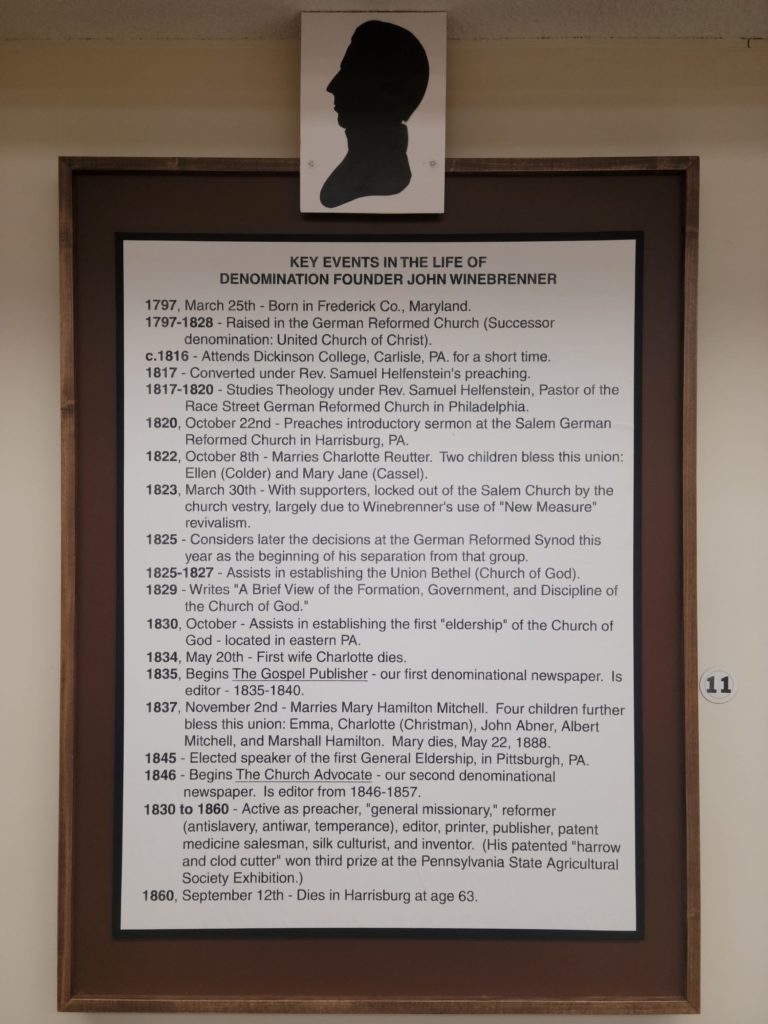 KEY EVENTS IN THE LIFE OF
DENOMINATION FOUNDER JOHN WINEBRENNER
1797, March 25th - Born in Frederick Co., Maryland.
1797-1828 - Raised in the German Reformed Church (Successor
denomination: United Church of Christ).
c.1816 - Attends Dickinson College, Carlisle, PA. for a short time.
1817 - Converted under Rev. Samuel Helfenstein's preaching.
1817-1820 - Studies Theology under Rev. Samuel Helfenstein, Pastor of the
Race Street German Reformed Church in Philadelphia.
1820, October 22nd - Preaches introductory sermon at the Salem German
Reformed Church in Harrisburg, PA.
1822, October 8th - Marries Charlotte Reutter. Two children bless this union:
Ellen (Colder) and Mary Jane (Cassel).
1823, March 30th - With supporters, locked out of the Salem Church by the
church vestry, largely due to Winebrenner's use of "New Measure"
revivalism.
1825 - Considers later the decisions at the German Reformed Synod this
year as the beginning of his separation from that group.
1825-1827 - Assists in establishing the Union Bethel (Church of God).
1829 - Writes "A Brief View of the Formation, Government, and Discipline of
the Church of God."
1830, October - Assists in establishing the first "eldership" of the Church of
God - located in eastern PA.
1834, May 20th - First wife Charlotte dies.
1835, Begins The Gospel Publisher - our first denominational newspaper. Is
editor - 1835-1840.
1837, November 2nd - Marries Mary Hamilton Mitchell. Four children further
bless this union: Emma, Charlotte (Christman), John Abner, Albert
Mitchell, and Marshall Hamilton. Mary dies, May 22, 1888.
1845 - Elected speaker of the first General Eldership, in Pittsburgh, PA.
1846 - Begins The Church Advocate - our second denominational
newspaper. Is editor from 1846-1857.
1830 to 1860 - Active as preacher, "general missionary," reformer
(antislavery, antiwar, temperance), editor, printer, publisher, patent
medicine salesman, silk culturist, and inventor. (His patented "harrow
and clod cutter" won third prize at the Pennsylvania State Agricultural
Society Exhibition.)
1860, September 12th - Dies in Harrisburg at age 63.
11